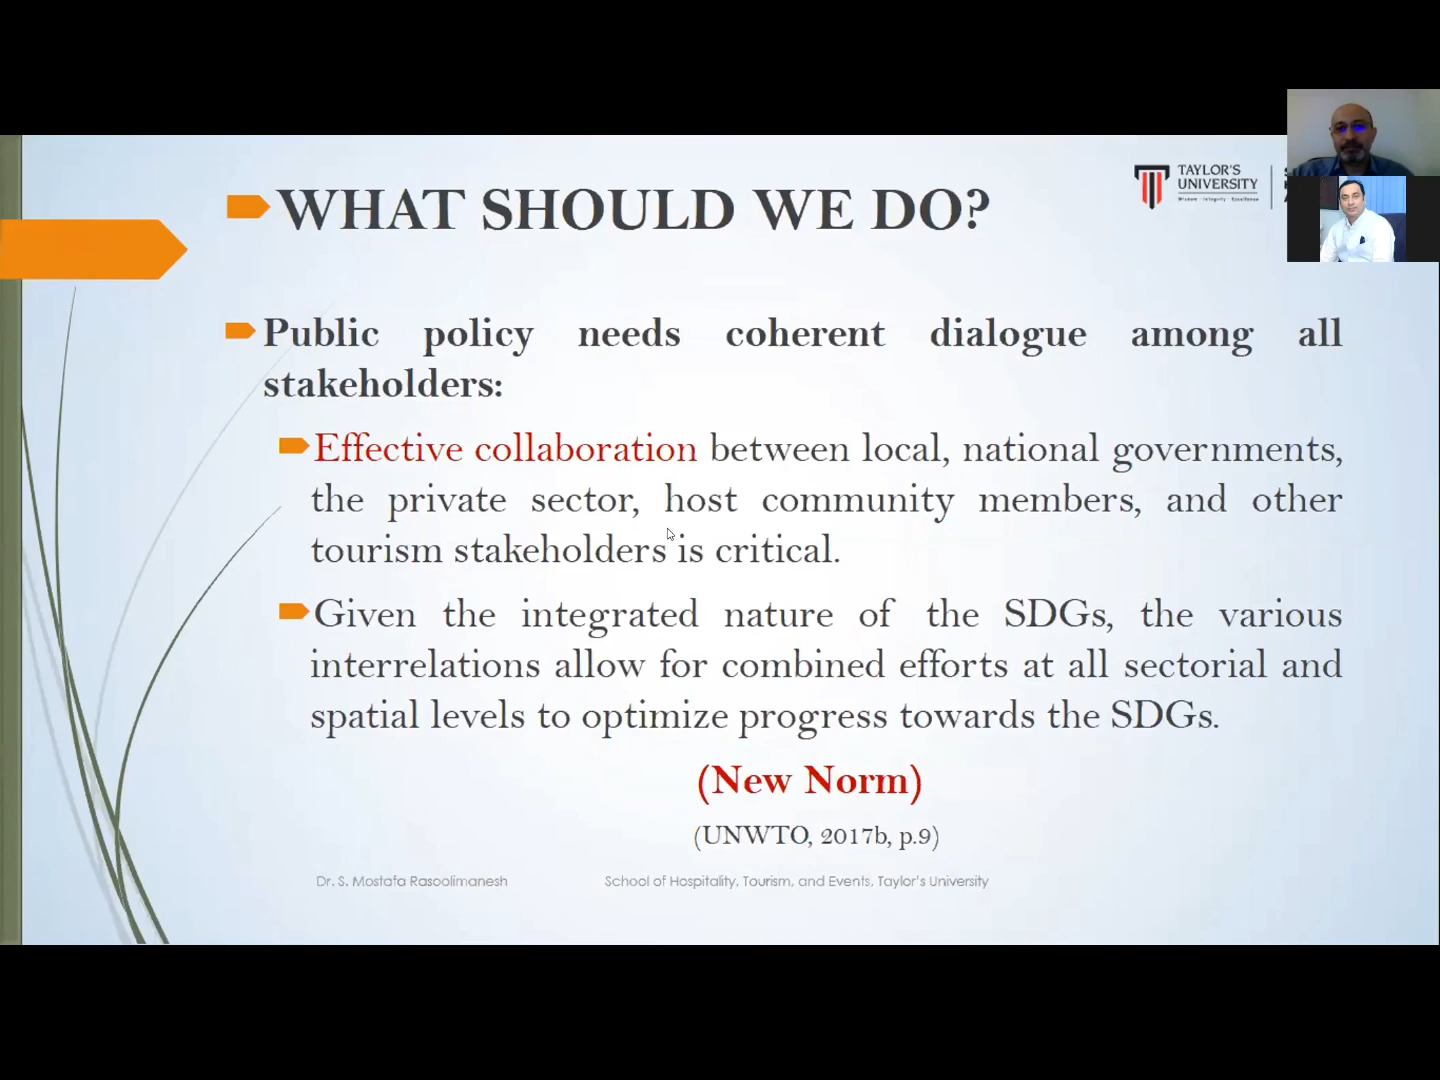 WHAT SHOULD WE DO?
TAYLOR'S
UNIVERSITY
Wisdom · Integrity · Excellence
Public policy needs coherent dialogue among all
stakeholders:
Effective collaboration between local, national governments,
the private sector, host community members, and other
tourism stakeholders is critical.
Given the integrated nature of the SDGs, the various
interrelations allow for combined efforts at all sectorial and
spatial levels to optimize progress towards the SDGs.
(New Norm)
(UNWTO, 2017b, p.9)
Dr. S. Mostafa Rasoolimanesh
School of Hospitality, Tourism, and Events, Taylor's University